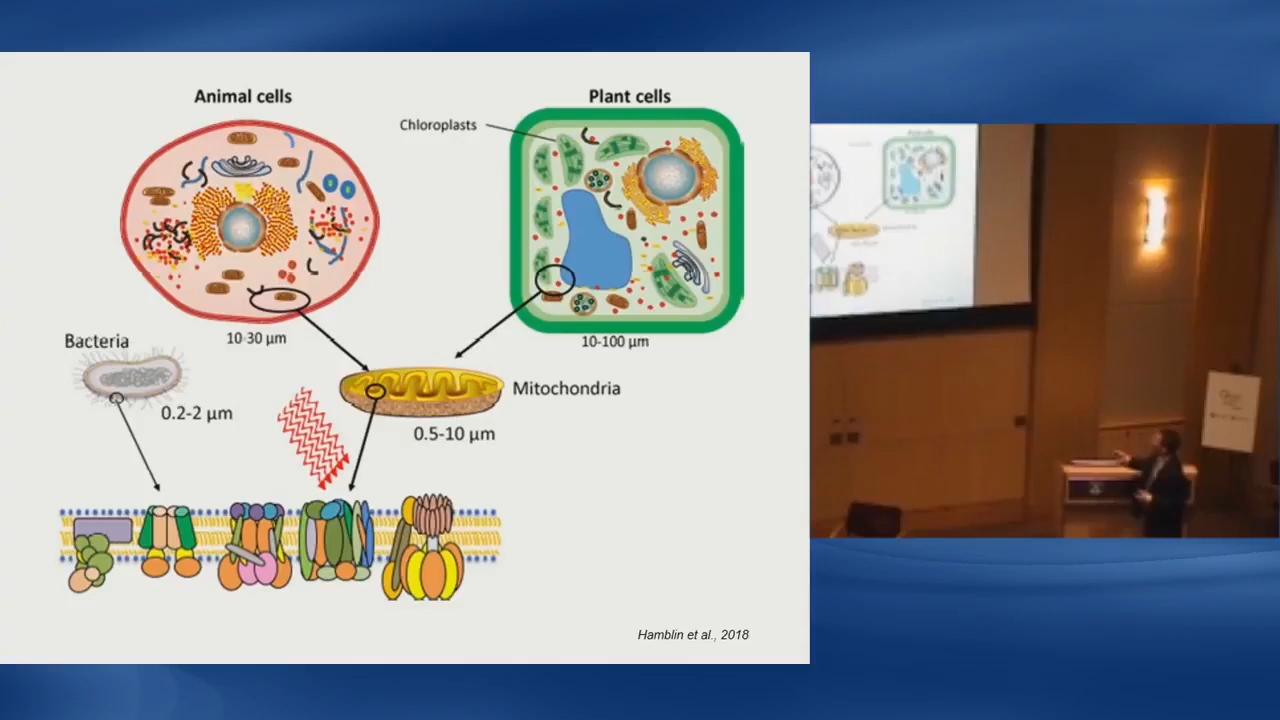 Animal cells
Plant cells
Chloroplasts
10-30 µm
10-100 µm
Bacteria
0.2-2 µm
Mitochondria
0.5-10 µm
Hamblin et al., 2018